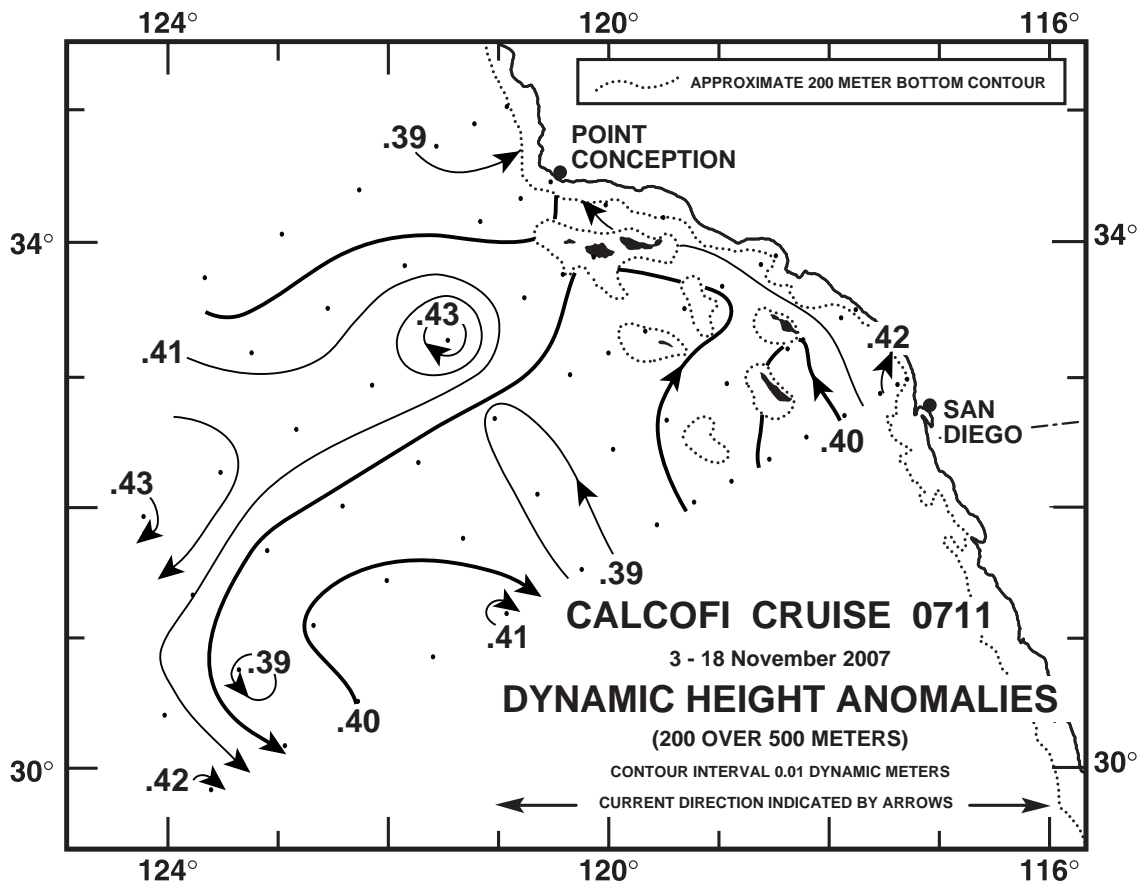 124° 120° 116°
APPROXIMATE 200 METER BOTTOM CONTOUR
.39
POINT
CONCEPTION
34° 34°
.43
.41
.42
SAN
DIEGO
.40
.43
.39
.41
CALCOFI CRUISE 0711
3 - 18 November 2007
.39
DYNAMIC HEIGHT ANOMALIES
.40
(200 OVER 500 METERS)
30° 30°
.42
CONTOUR INTERVAL 0.01 DYNAMIC METERS
CURRENT DIRECTION INDICATED BY ARROWS
124° 120° 116°